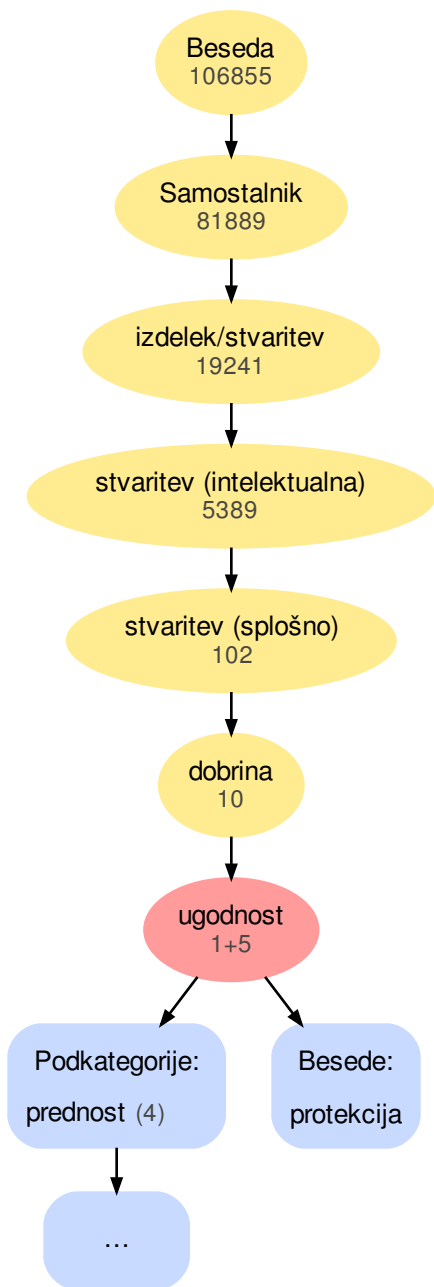 Beseda
106855
Samostalnik
81889
izdelek/stvaritev
19241
stvaritev (intelektualna)
5389
stvaritev (splošno)
102
dobrina
10
ugodnost
1+5
Podkategorije:
prednost (4)
Besede:
protekcija
...